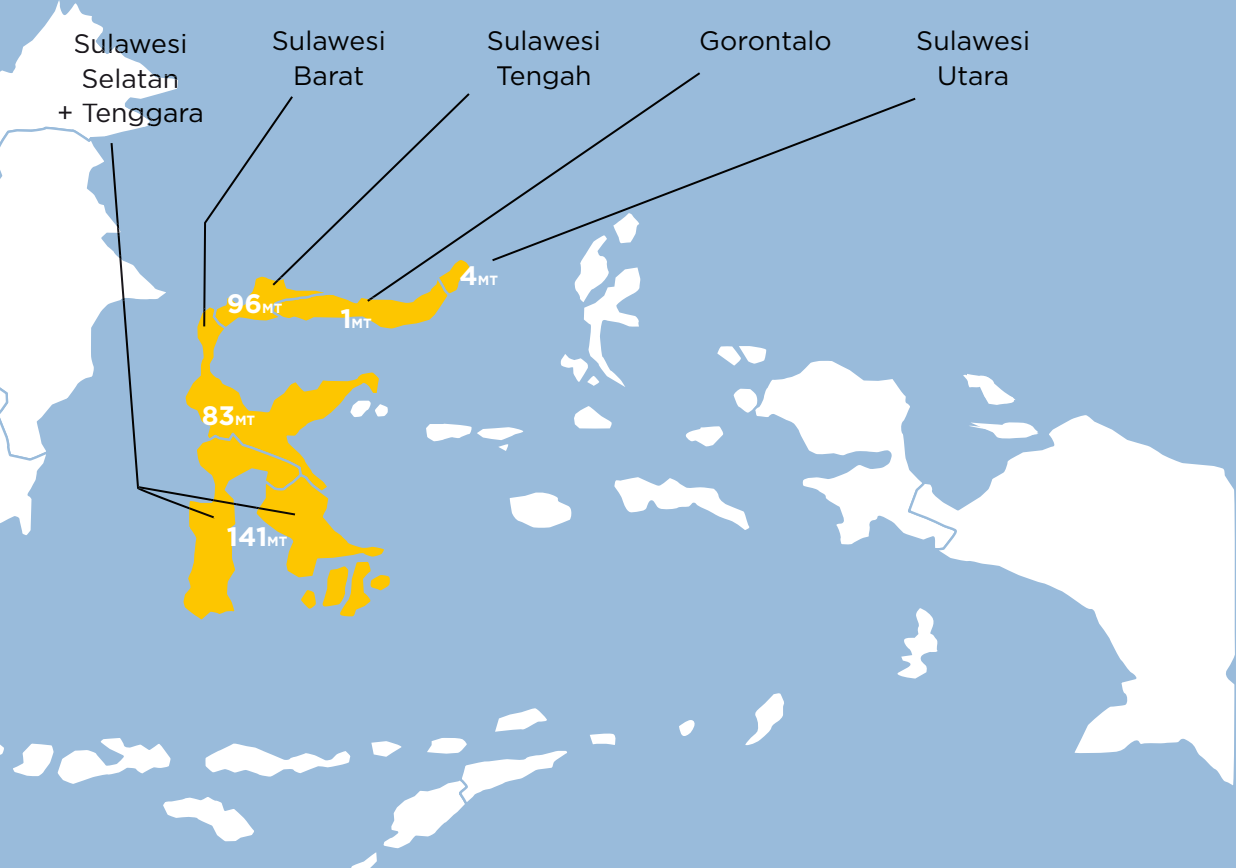 Sulawesi
Selatan
+ Tenggara
Sulawesi
Barat
Sulawesi
Tengah
Gorontalo
Sulawesi
Utara
4MT
96MT
1MT
83MT
141MT